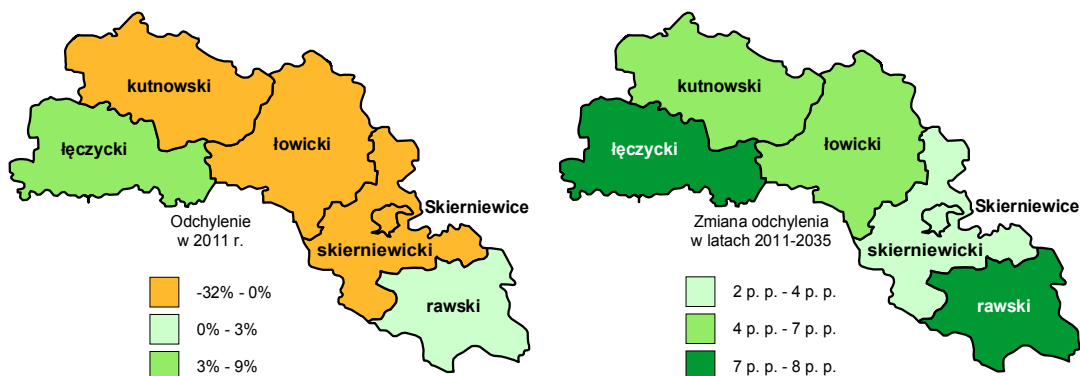 kutnowski
łęczycki
łowicki
Skierniewice
skierniewicki
rawski
Odchylenie
w 2011 r.
-32% - 0%
0% - 3%
3% - 9%
kutnowski
łęczycki
łowicki
Skierniewice
skierniewicki
rawski
Zmiana odchylenia
w latach 2011-2035
2 p. p. - 4 p. p.
4 p. p. - 7 p. p.
7 p. p. - 8 p. p.